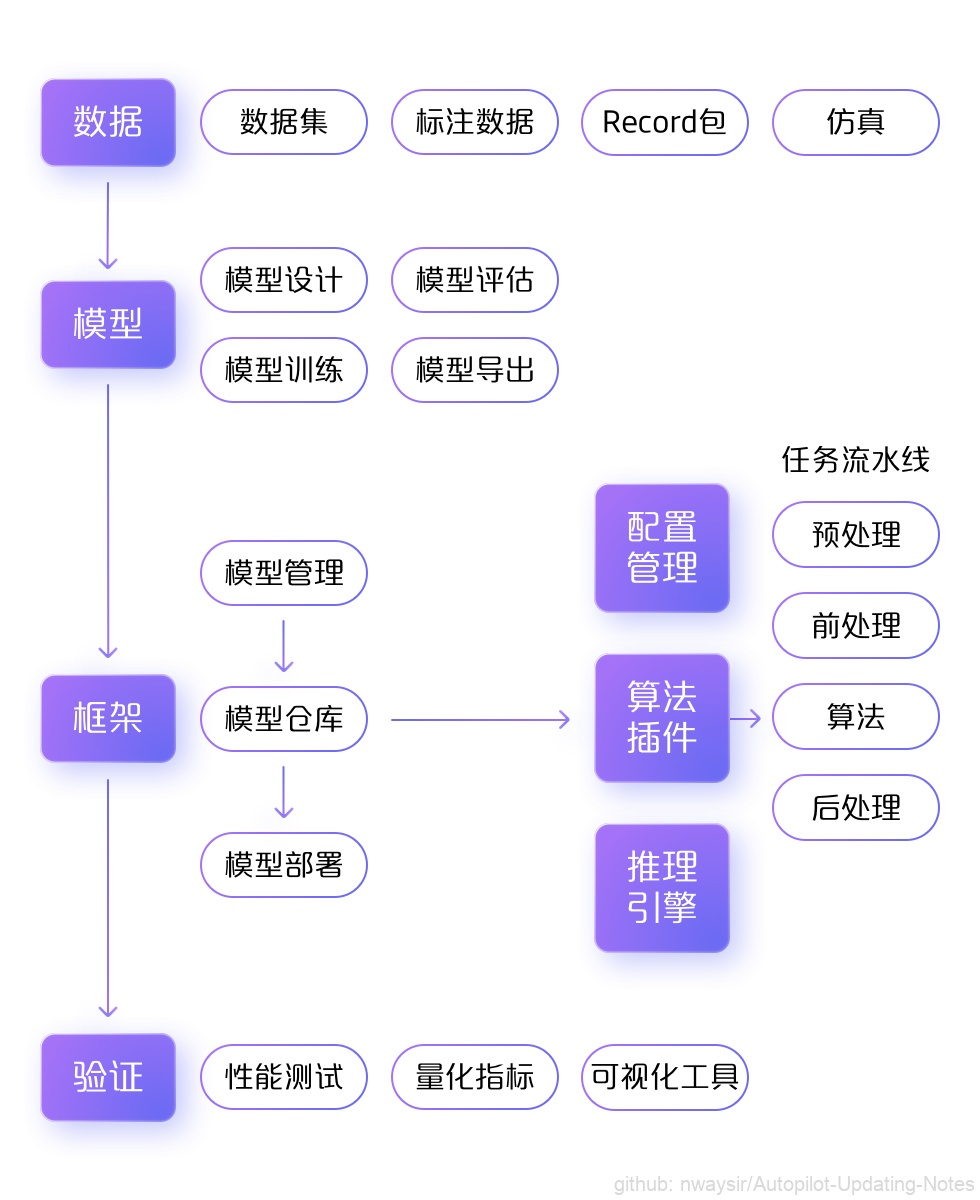 数据
数据集
标注数据
Record包
仿真
模型
模型设计
模型评估
模型训练
模型导出
框架
模型管理
模型仓库
模型部署
配置
管理
算法
插件
推理
引擎
任务流水线
预处理
前处理
算法
后处理
验证
性能测试
量化指标
可视化工具
github: nwaysir/Autopilot-Updating-Notes